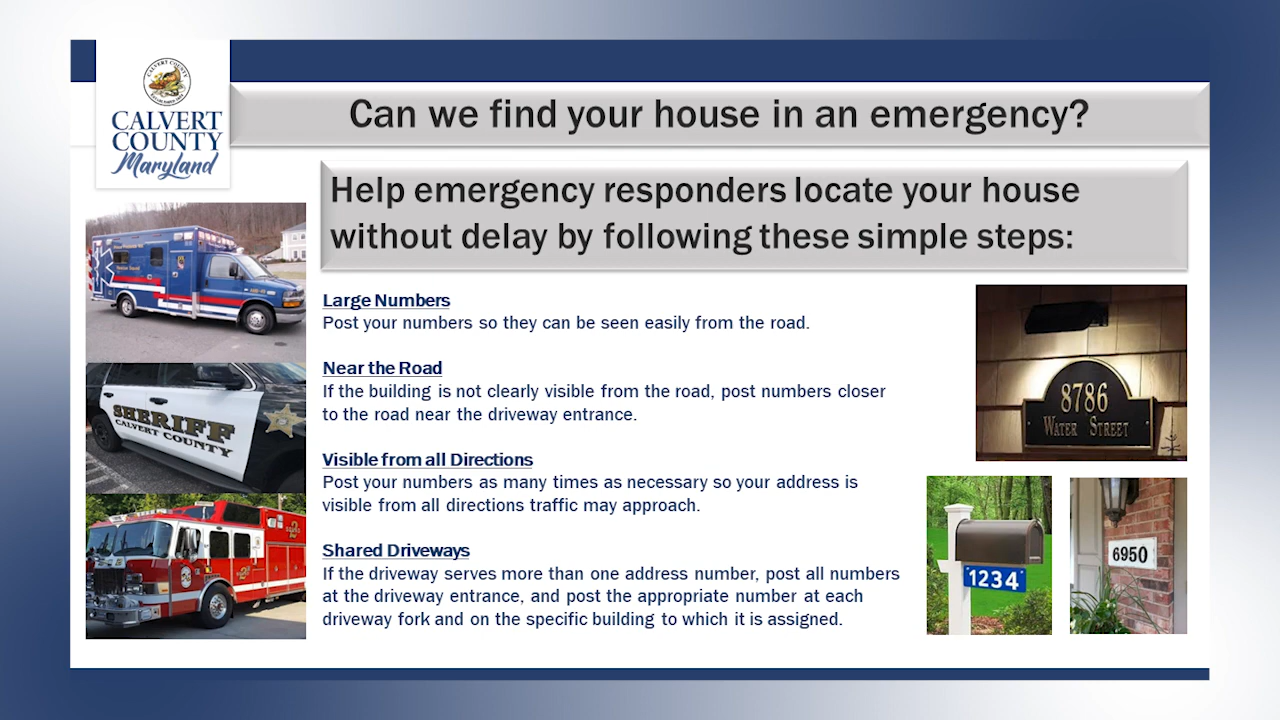 CALVERT COUNTY
CALVERT
COUNTY
Maryland
Can we find your house in an emergency?
Help emergency responders locate your house
without delay by following these simple steps:
Large Numbers
Post your numbers so they can be seen easily from the road.
Near the Road
If the building is not clearly visible from the road, post numbers closer
to the road near the driveway entrance.
Visible from all Directions
Post your numbers as many times as necessary so your address is
visible from all directions traffic may approach.
Shared Driveways
If the driveway serves more than one address number, post all numbers
at the driveway entrance, and post the appropriate number at each
driveway fork and on the specific building to which it is assigned.
SHERIFF
CALVERT COUNTY
8786
WATER STREET
1234
6950